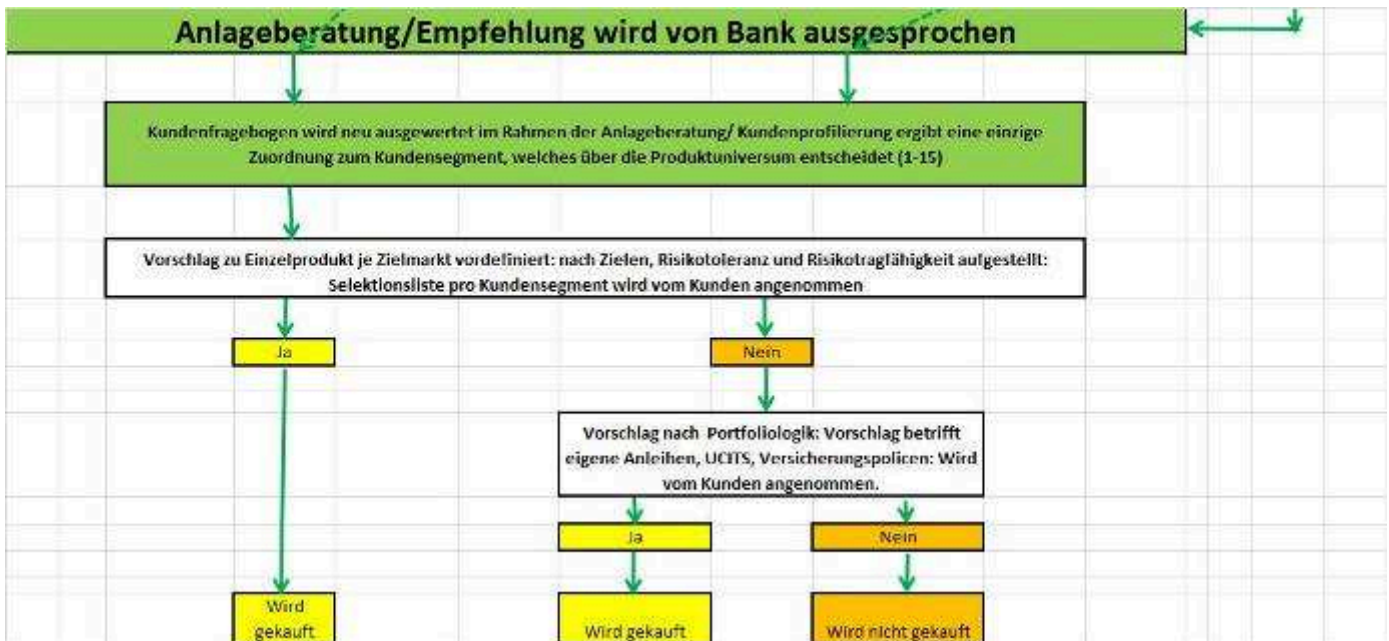 Anlageberatung/Empfehlung wird von Bank ausgesprochen
Kundenfragebogen wird neu ausgewertet im Rahmen der Anlageberatung/ Kundenprofilierung ergibt eine einzige
Zuordnung zum Kundensegment, welches über die Produktuniversum entscheidet (1-15)
Vorschlag zu Einzelprodukt je Zielmarkt vordefiniert: nach Zielen, Risikotoleranz und Risikotragfähigkeit aufgestellt:
Selektionsliste pro Kundensegment wird vom Kunden angenommen
Ja
Nein
Vorschlag nach Portfoliologik: Vorschlag betrifft
eigene Anleihen, UCITS, Versicherungspolicen: Wird
vom Kunden angenommen.
Ja
Nein
Wird
gekauft
Wird gekauft
Wird nicht gekauft